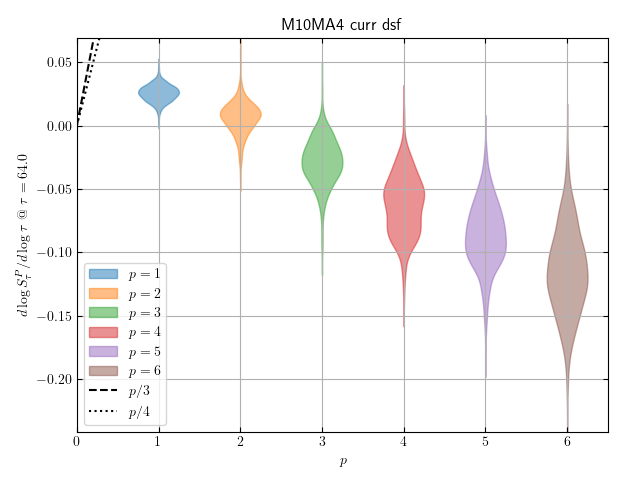 M10MA4 curr dsf
d log S_τ^P / d log τ @ τ = 64.0
0.05
0.00
−0.05
−0.10
−0.15
−0.20
p = 1
p = 2
p = 3
p = 4
p = 5
p = 6
p/3
p/4
0 1 2 3 4 5 6
p